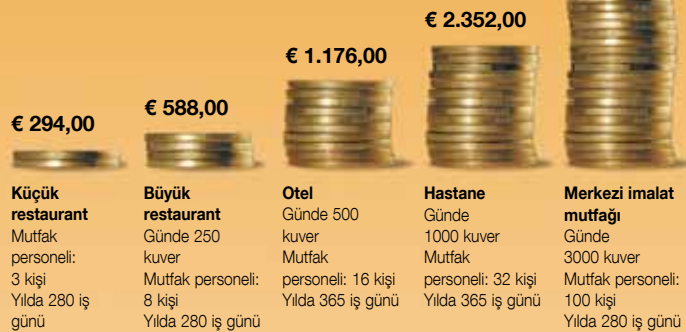 € 294,00
Küçük
restaurant
Mutfak
personeli:
3 kişi
Yılda 280 iş
günü
€ 588,00
Büyük
restaurant
Günde 250
kuver
Mutfak personeli:
8 kişi
Yılda 280 iş günü
€ 1.176,00
Otel
Günde 500
kuver
Mutfak
personeli: 16 kişi
Yılda 365 iş günü
€ 2.352,00
Hastane
Günde
1000 kuver
Mutfak
personeli: 32 kişi
Yılda 365 iş günü
Merkezi imalat
mutfağı
Günde
3000 kuver
Mutfak personeli:
100 kişi
Yılda 280 iş günü